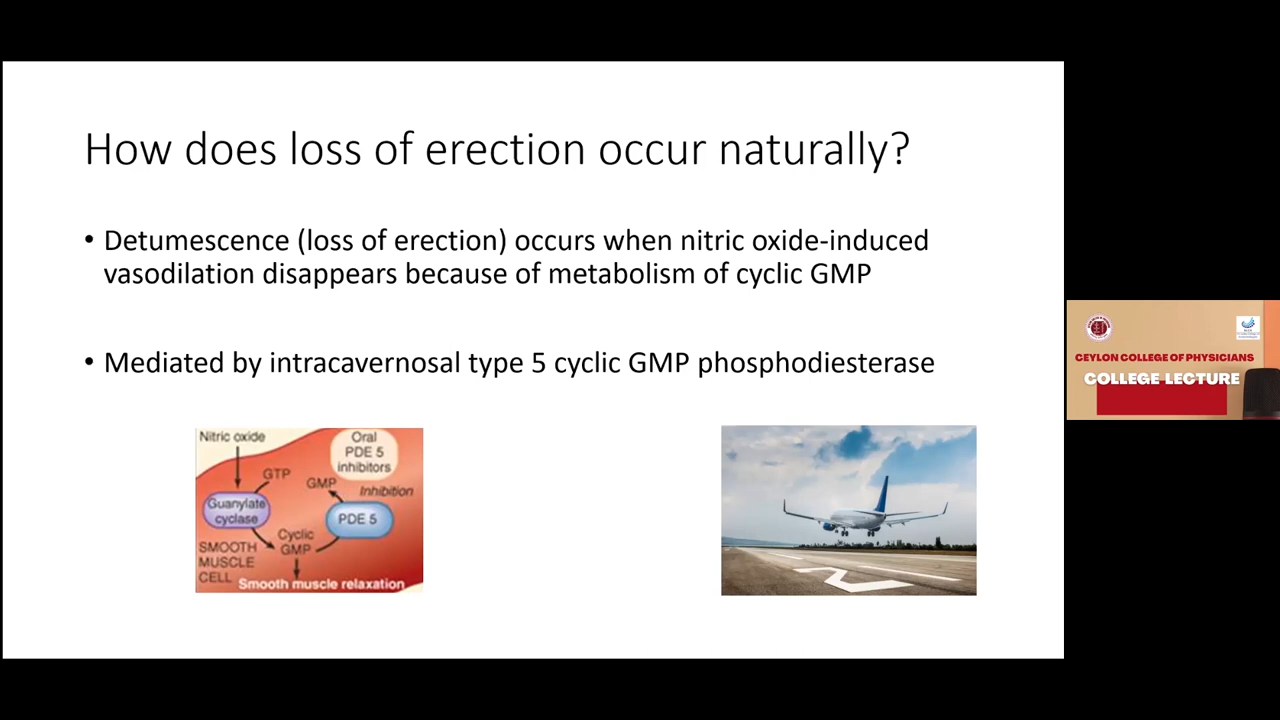 How does loss of erection occur naturally?
• Detumescence (loss of erection) occurs when nitric oxide-induced
vasodilation disappears because of metabolism of cyclic GMP
• Mediated by intracavernosal type 5 cyclic GMP phosphodiesterase
Nitric oxide
Oral
PDE 5
inhibitors
GTP
GMP
Inhibition
Guanylate
cyclase
PDE 5
Cyclic
GMP
SMOOTH
MUSCLE
CELL
Smooth muscle relaxation
CEYLON COLLEGE OF PHYSICIANS
COLLEGE LECTURE